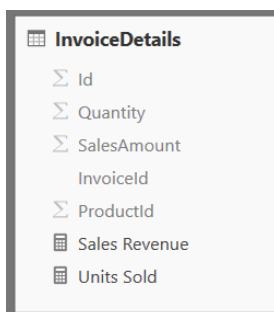 InvoiceDetails
Id
Quantity
SalesAmount
InvoiceId
ProductId
Sales Revenue
Units Sold